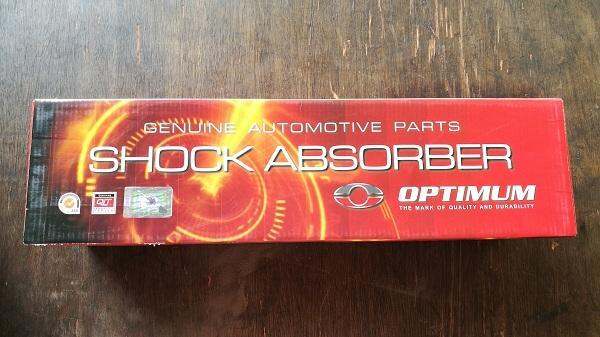 GENUINE AUTOMOTIVE PARTS
SHOCK ABSORBER
OPTIMUM
THE MARK OF QUALITY AND DURABILITY